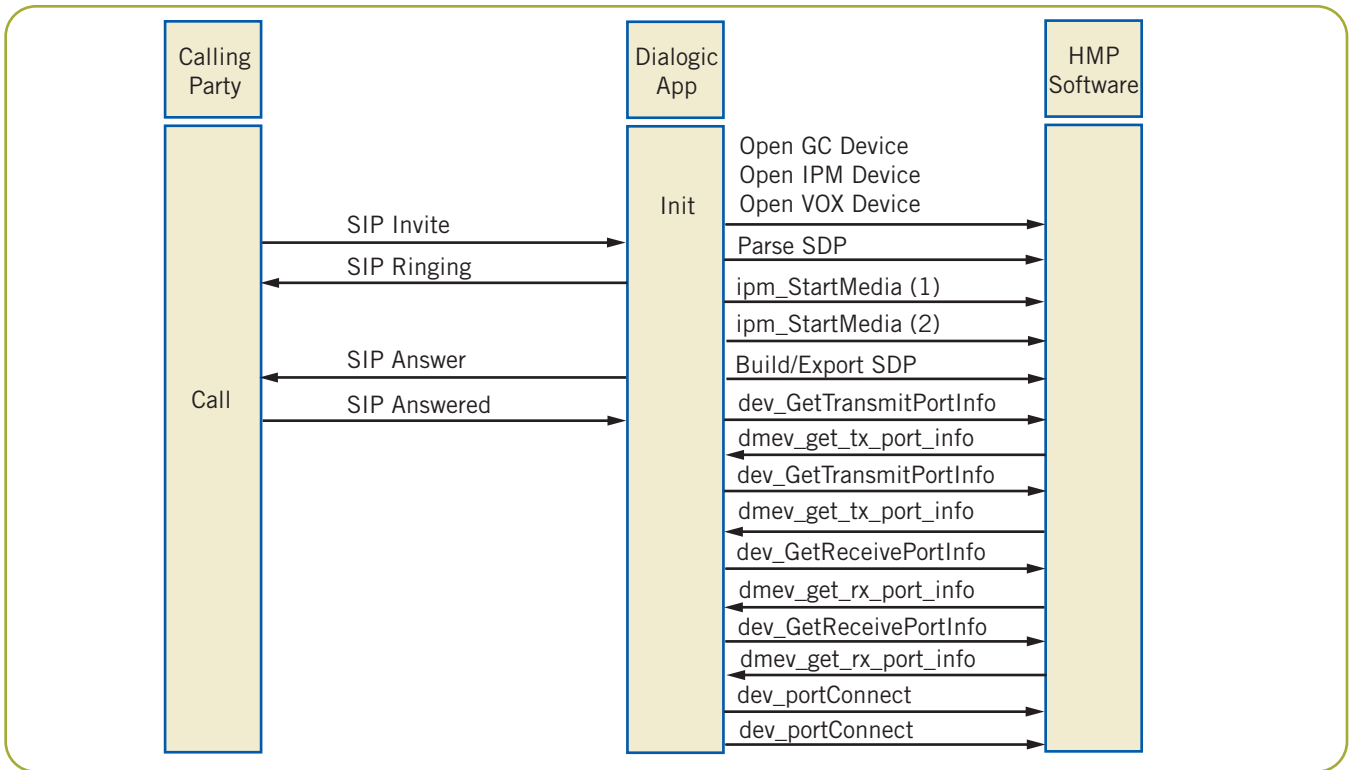 Calling
Party
Dialogic
App
HMP
Software
Open GC Device
Open IPM Device
Open VOX Device
Init
SIP Invite
Parse SDP
SIP Ringing
ipm_StartMedia (1)
ipm_StartMedia (2)
SIP Answer
Build/Export SDP
Call
SIP Answered
dev_GetTransmitPortInfo
dmev_get_tx_port_info
dev_GetTransmitPortInfo
dmev_get_tx_port_info
dev_GetReceivePortInfo
dmev_get_rx_port_info
dev_GetReceivePortInfo
dmev_get_rx_port_info
dev_portConnect
dev_portConnect